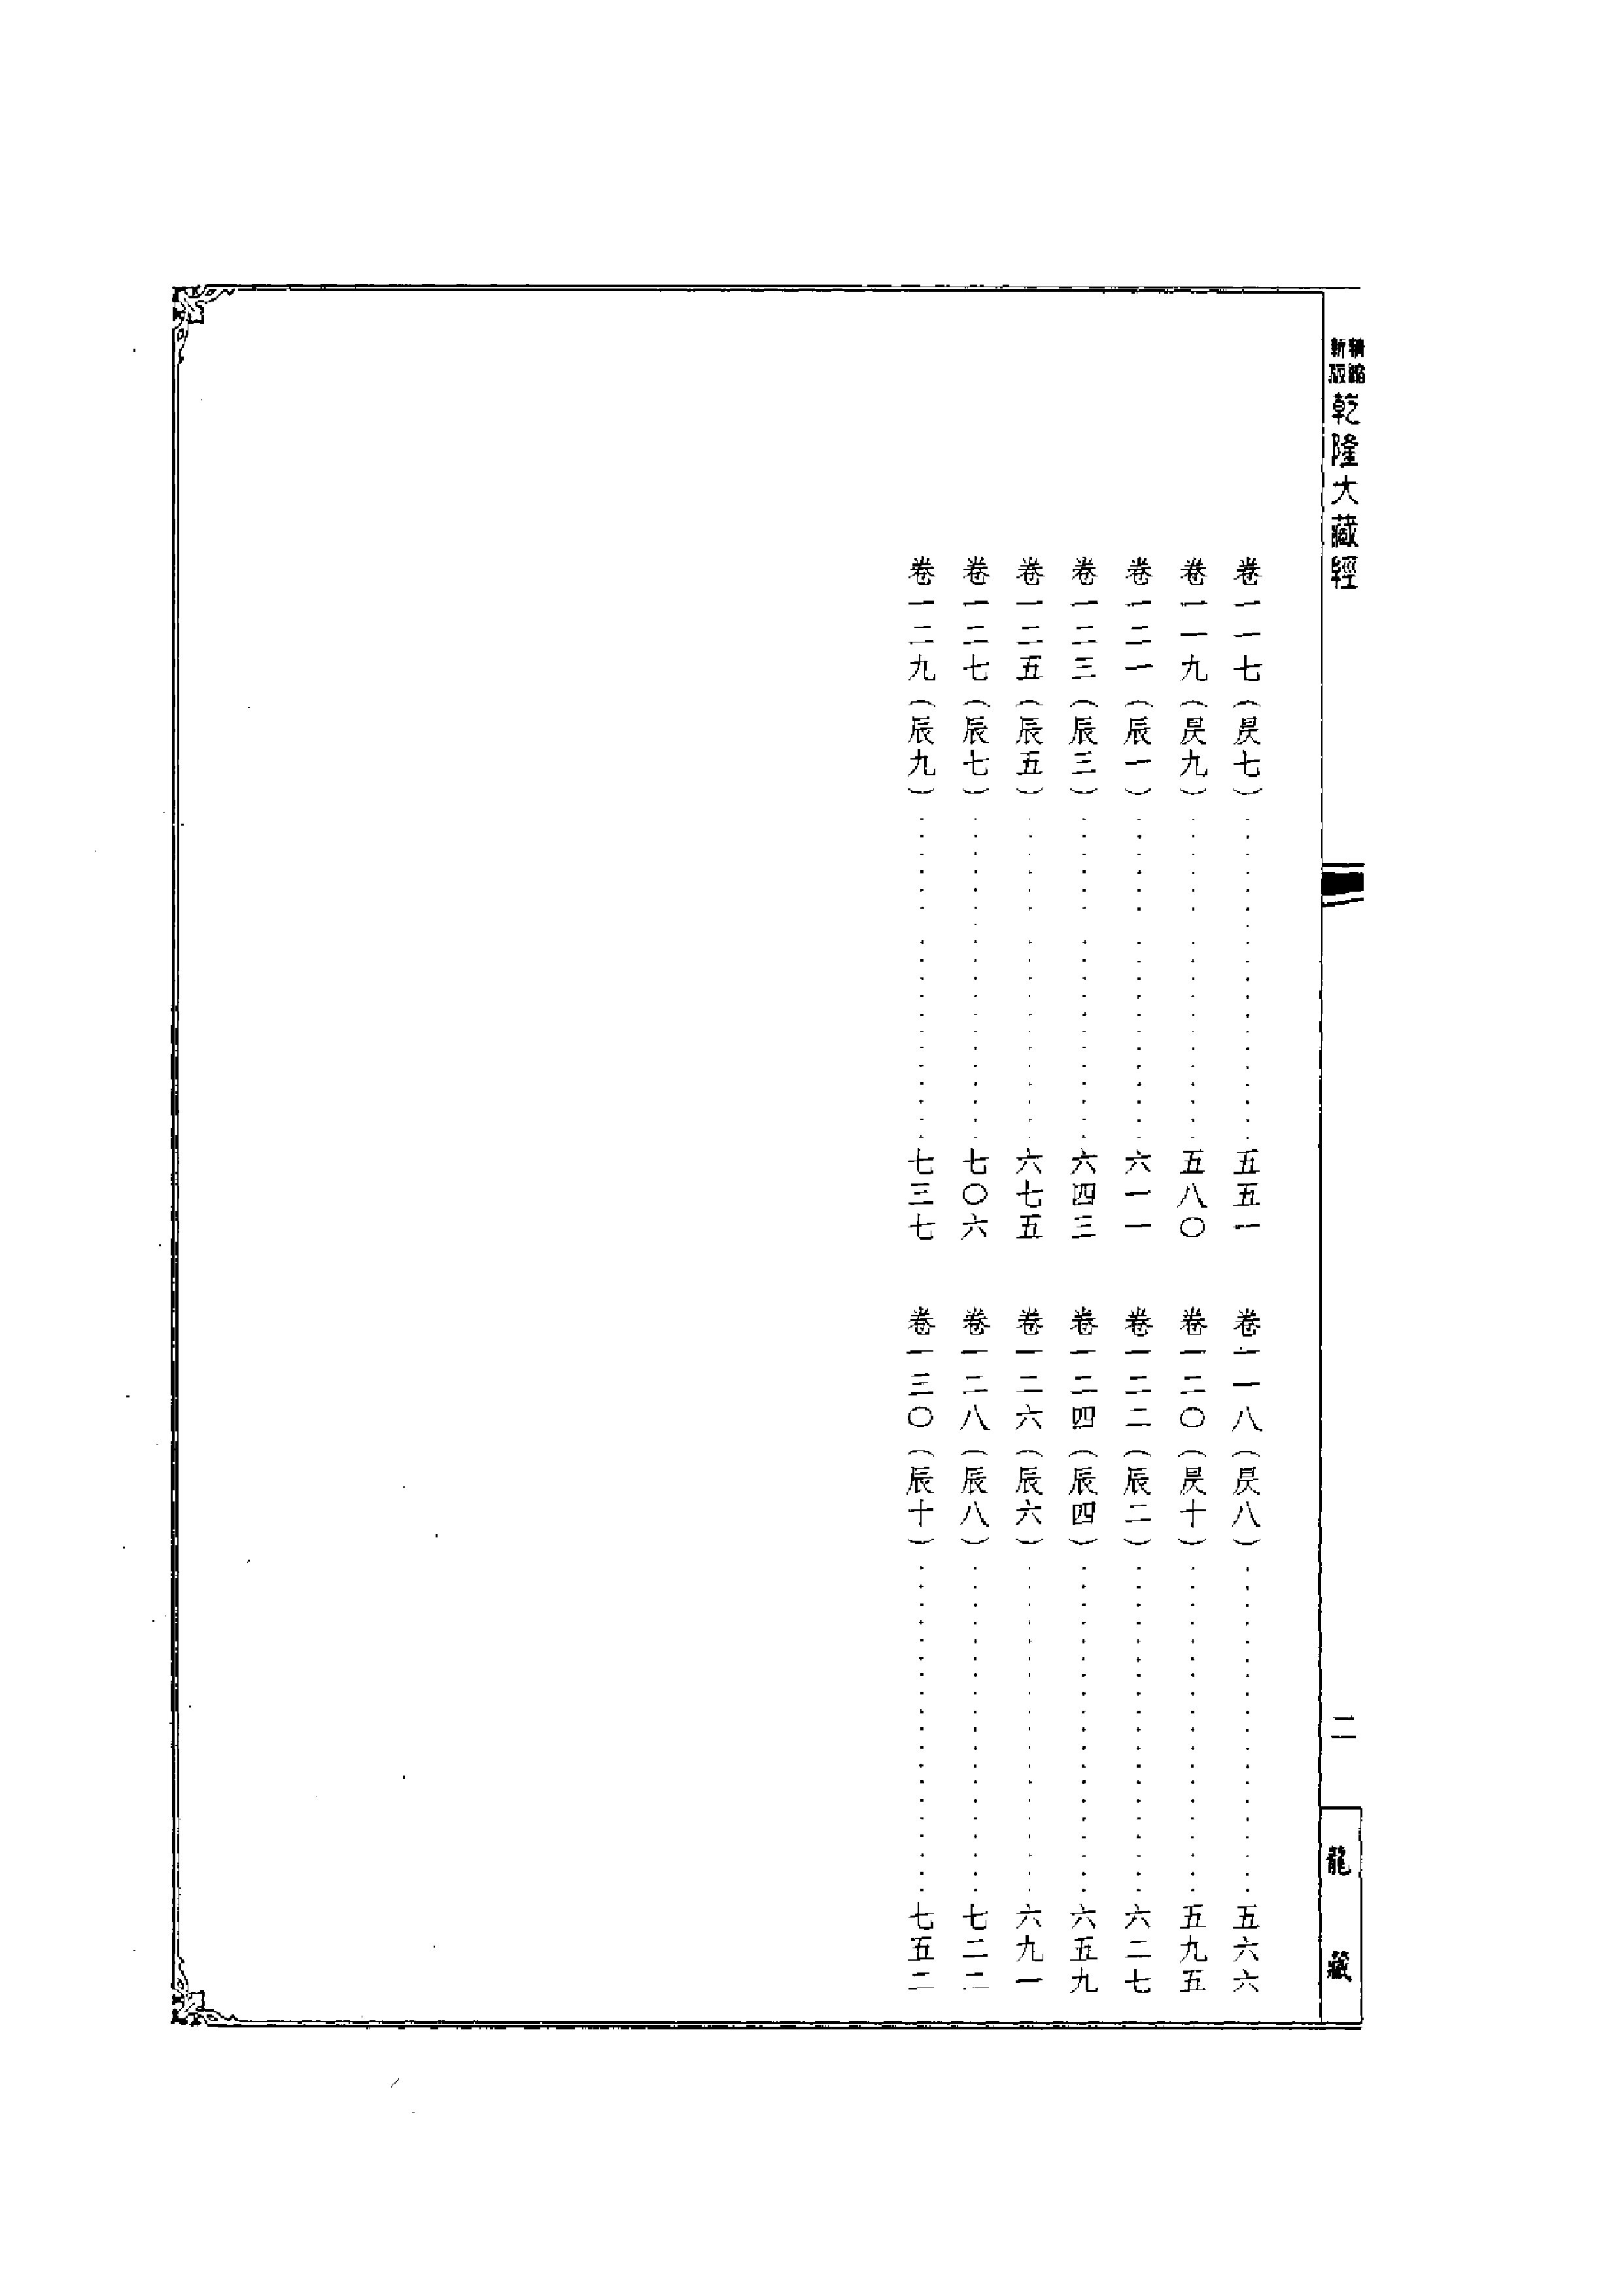 精縮
新版
乾隆大藏經
二
龍藏
卷一一七（昃七）……五五一
卷一一八（昃八）……五六六
卷一一九（昃九）……五八〇
卷一二〇（昃十）……五九五
卷一二一（辰一）……六一一
卷一二二（辰二）……六二七
卷一二三（辰三）……六四三
卷一二四（辰四）……六五九
卷一二五（辰五）……六七五
卷一二六（辰六）……六九一
卷一二七（辰七）……七〇六
卷一二八（辰八）……七二二
卷一二九（辰九）……七三七
卷一三〇（辰十）……七五二